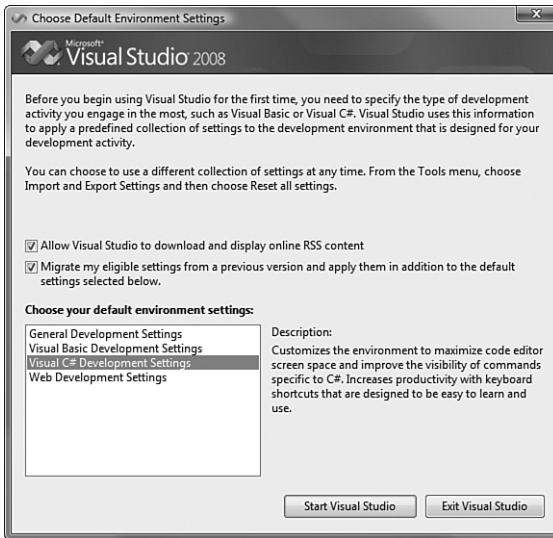 Choose Default Environment Settings
Microsoft®
Visual Studio 2008
Before you begin using Visual Studio for the first time, you need to specify the type of development
activity you engage in the most, such as Visual Basic or Visual C#. Visual Studio uses this information
to apply a predefined collection of settings to the development environment that is designed for your
development activity.
You can choose to use a different collection of settings at any time. From the Tools menu, choose
Import and Export Settings and then choose Reset all settings.
Allow Visual Studio to download and display online RSS content
Migrate my eligible settings from a previous version and apply them in addition to the default
settings selected below.
Choose your default environment settings:
General Development Settings
Visual Basic Development Settings
Visual C# Development Settings
Web Development Settings
Description:
Customizes the environment to maximize code editor
screen space and improve the visibility of commands
specific to C#. Increases productivity with keyboard
shortcuts that are designed to be easy to learn and
use.
Start Visual Studio
Exit Visual Studio